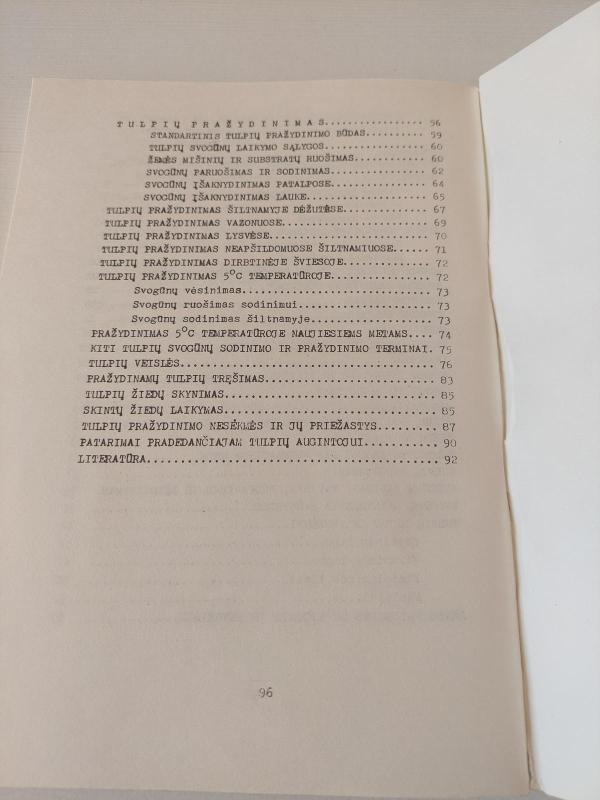 TULPIŲ PRAŽYDINIMAS................ 56
STANDARTINIS TULPIŲ PRAŽYDINIMO BŪDAS.......... 59
TULPIŲ SVOGŪNŲ LAIKYMO SĄLYGOS................. 60
ŽEMĖS MIŠINIŲ IR SUBSTRATŲ RUOŠIMAS............ 60
SVOGŪNŲ PARUOŠIMAS IR SODINIMAS................ 62
SVOGŪNŲ ĮŠAKNYDINIMAS PATALPOSE................ 64
SVOGŪNŲ ĮŠAKNYDINIMAS LAUKE.................... 65
TULPIŲ PRAŽYDINIMAS ŠILTNAMYJE DĖŽUTĖSE............. 67
TULPIŲ PRAŽYDINIMAS VAZONUOSE....................... 69
TULPIŲ PRAŽYDINIMAS LYSVĖSE......................... 70
TULPIŲ PRAŽYDINIMAS NEAPŠILDOMUOSE ŠILTNAMIUOSE..... 71
TULPIŲ PRAŽYDINIMAS DIRBTINĖJE ŠVIESOJE............. 72
TULPIŲ PRAŽYDINIMAS 5°C TEMPERATŪROJE............... 72
Svogūnų vėsinimas.............................. 73
Svogūnų ruošimas sodinimui..................... 73
Svogūnų sodinimas šiltnamyje................... 73
PRAŽYDINIMAS 5°C TEMPERATŪROJE NAUJIESIEMS METAMS.... 74
KITI TULPIŲ SVOGŪNŲ SODINIMO IR PRAŽYDINIMO TERMINAI. 75
TULPIŲ VEISLĖS....................................... 76
PRAŽYDINAMŲ TULPIŲ TRĘŠIMAS.......................... 83
TULPIŲ ŽIEDŲ SKYNIMAS................................ 85
SKINTŲ ŽIEDŲ LAIKYMAS................................ 85
TULPIŲ PRAŽYDINIMO NESĖKMĖS IR JŲ PRIEŽASTYS......... 87
PATARIMAI PRADEDANČIAJAM TULPIŲ AUGINTOJUI........... 90
LITERATŪRA........................................... 92
96